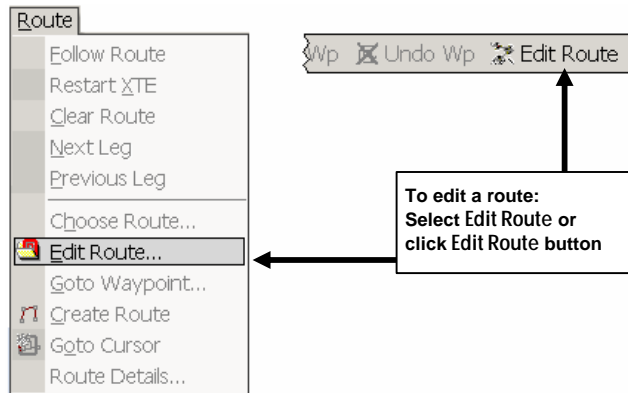 Route
Follow Route
Restart XTE
Clear Route
Next Leg
Previous Leg
Choose Route...
Edit Route...
Goto Waypoint...
Create Route
Goto Cursor
Route Details...
Wp Undo Wp Edit Route
To edit a route:
Select Edit Route or
click Edit Route button